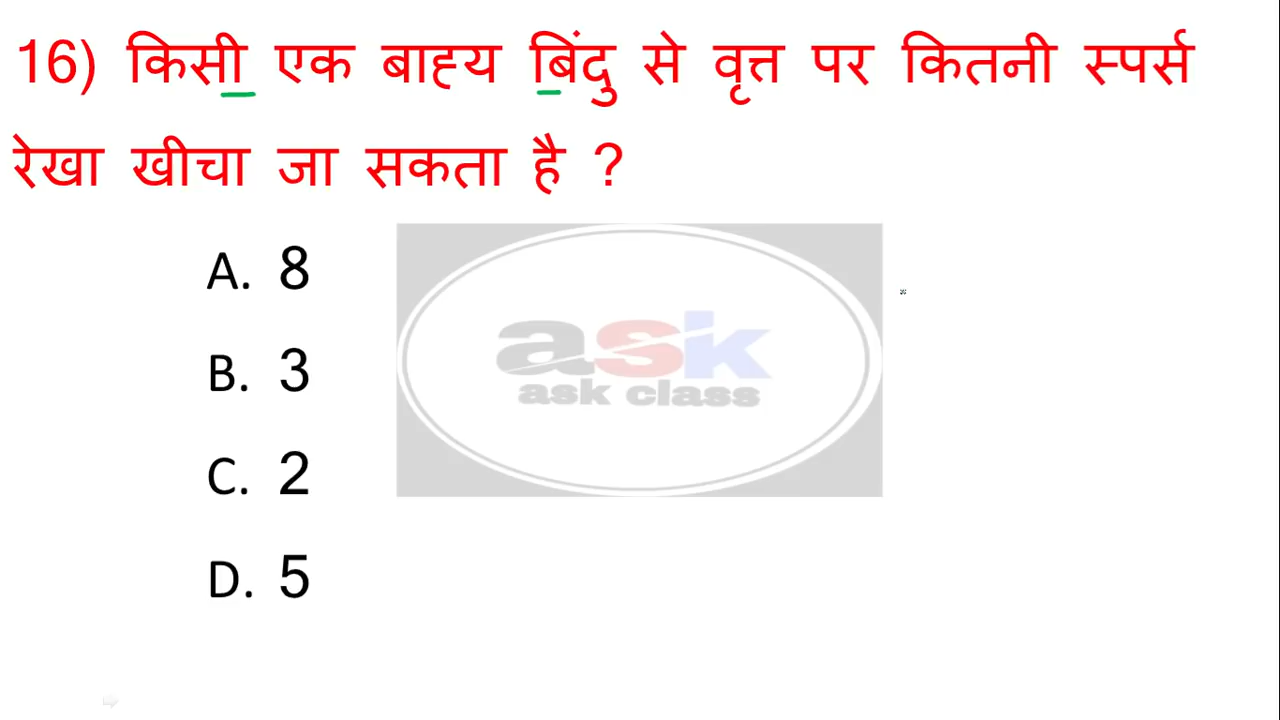 16) किसी एक बाह्य बिंदु से वृत्त पर कितनी स्पर्स
रेखा खीचा जा सकता है ?
A. 8
ask
ask class
B. 3
C. 2
D. 5